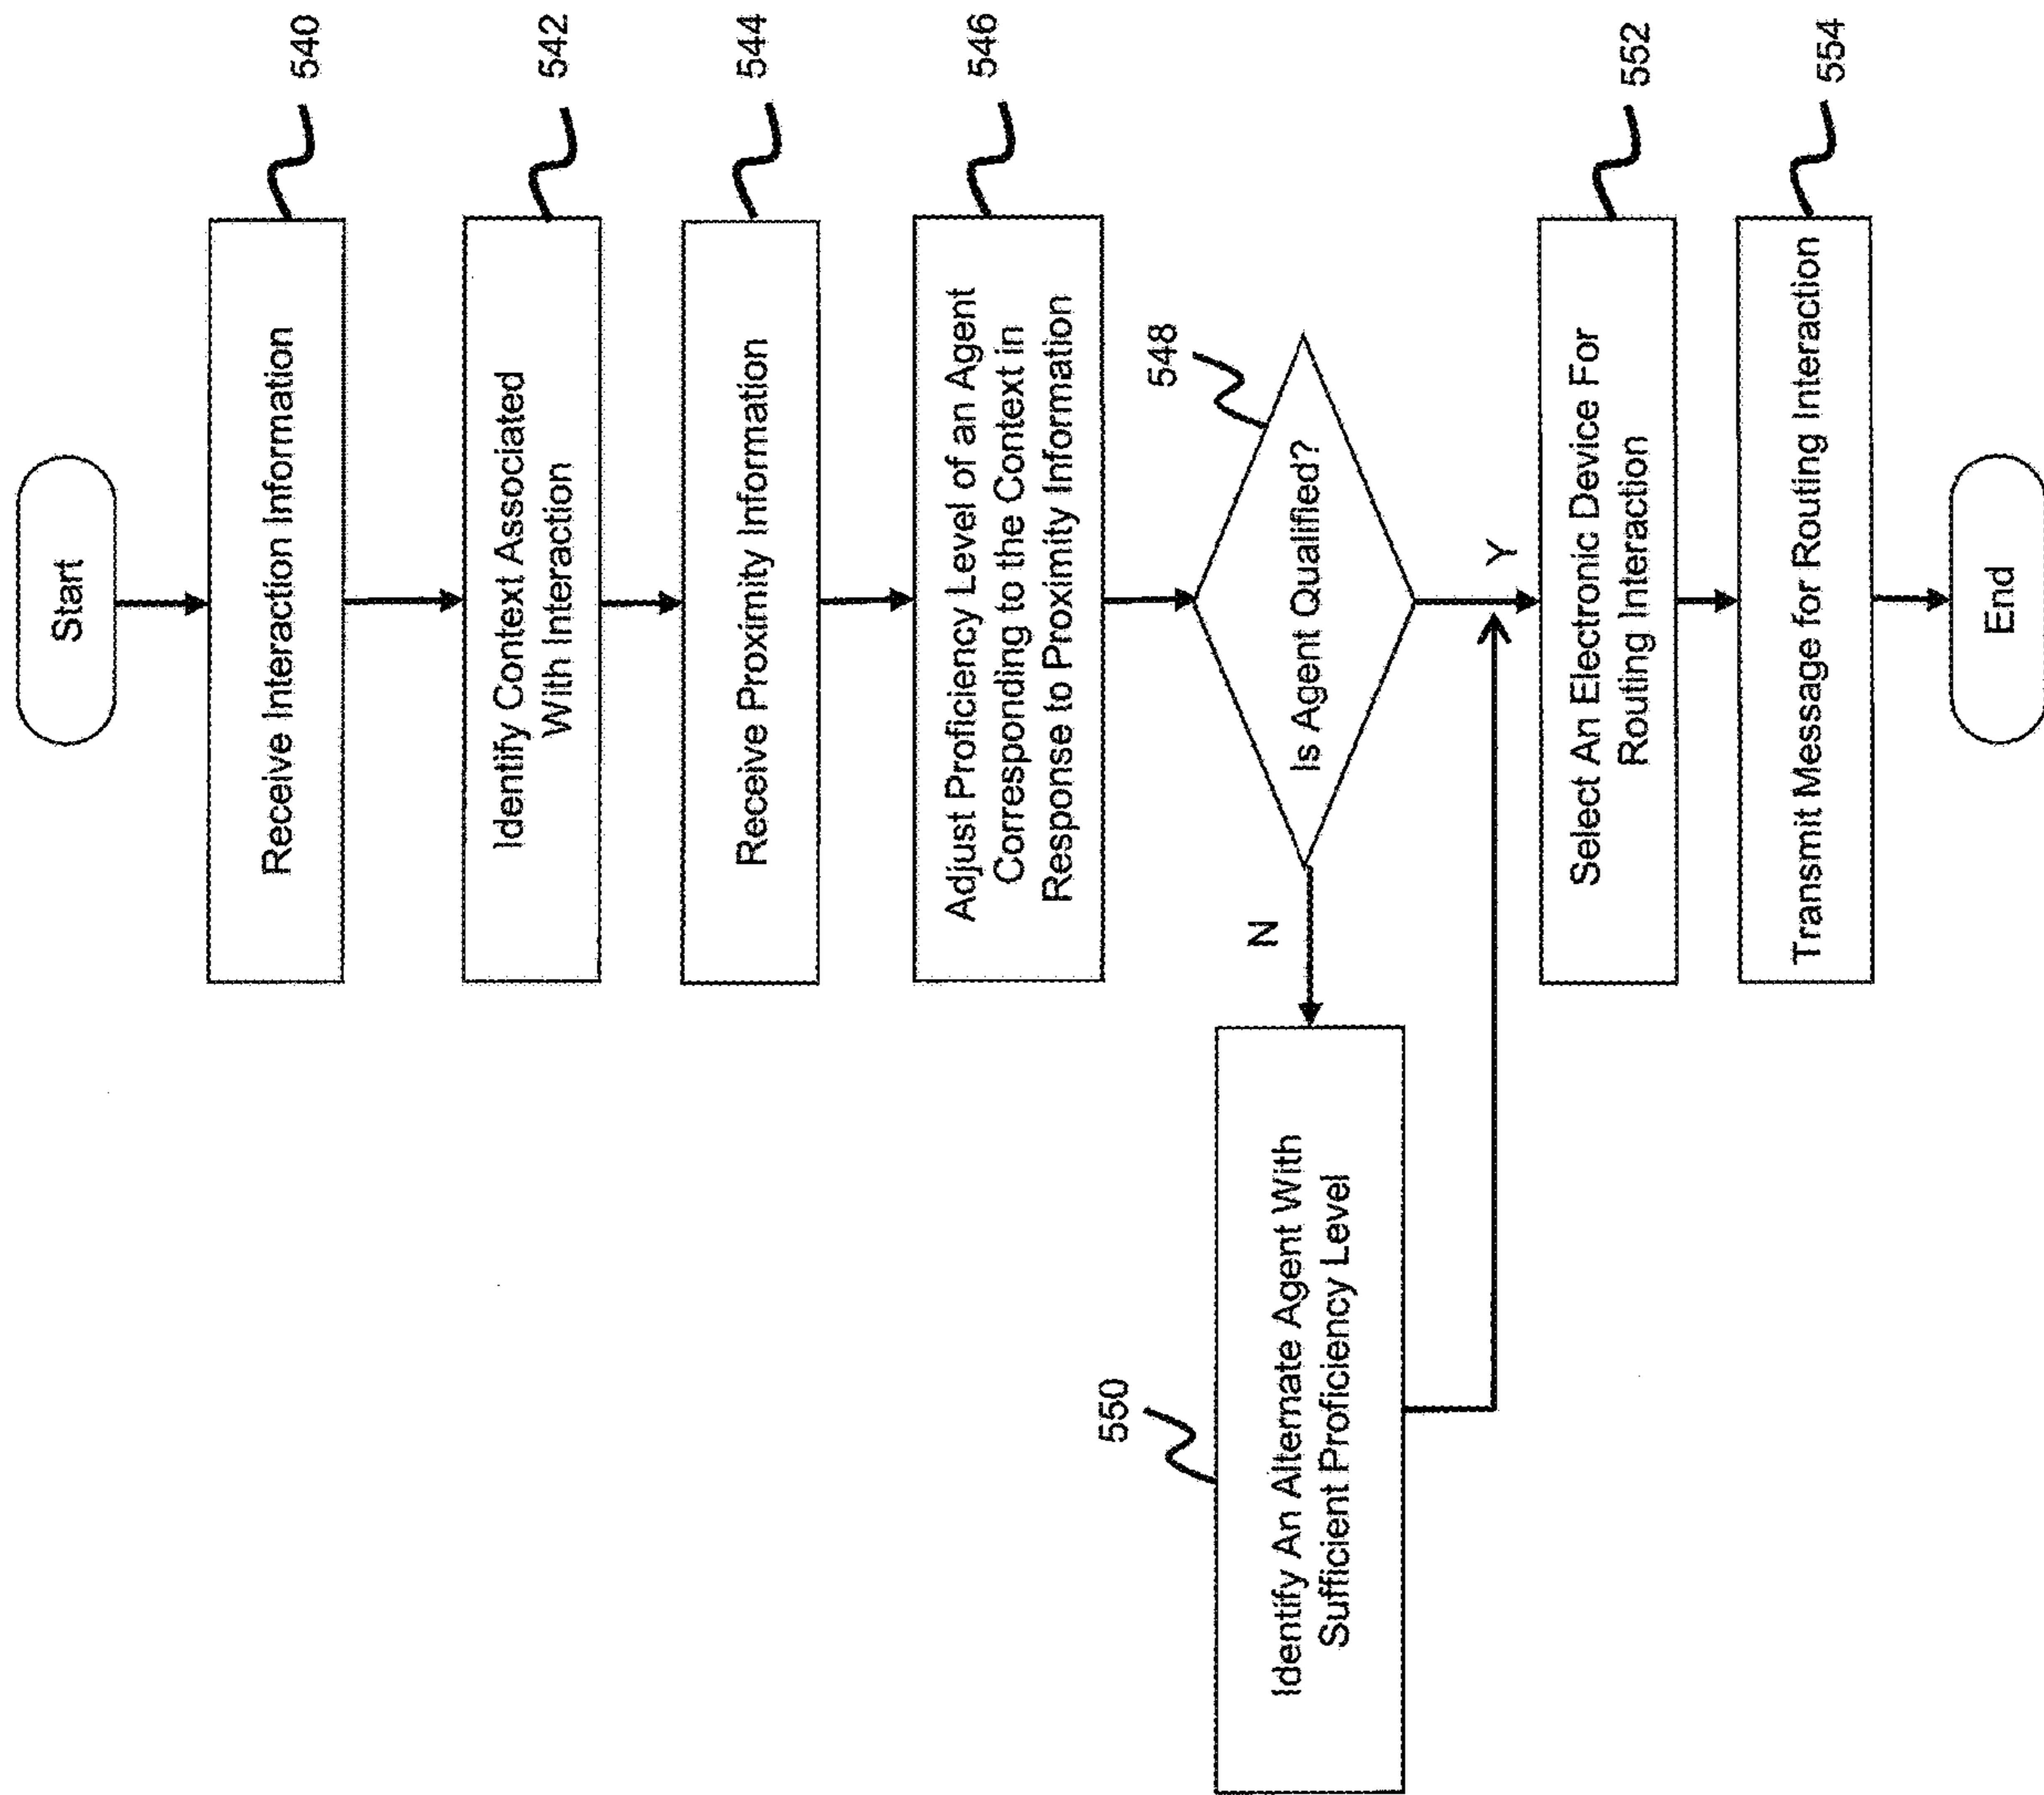 Start
Receive Interaction Information
540
Identify Context Associated
With Interaction
542
Receive Proximity Information
544
Adjust Proficiency Level of an Agent
Corresponding to the Context in
Response to Proximity Information
546
548
Is Agent Qualified?
N
Y
550
Identify An Alternate Agent With
Sufficient Proficiency Level
Select An Electronic Device For
Routing Interaction
552
Transmit Message for Routing Interaction
554
End